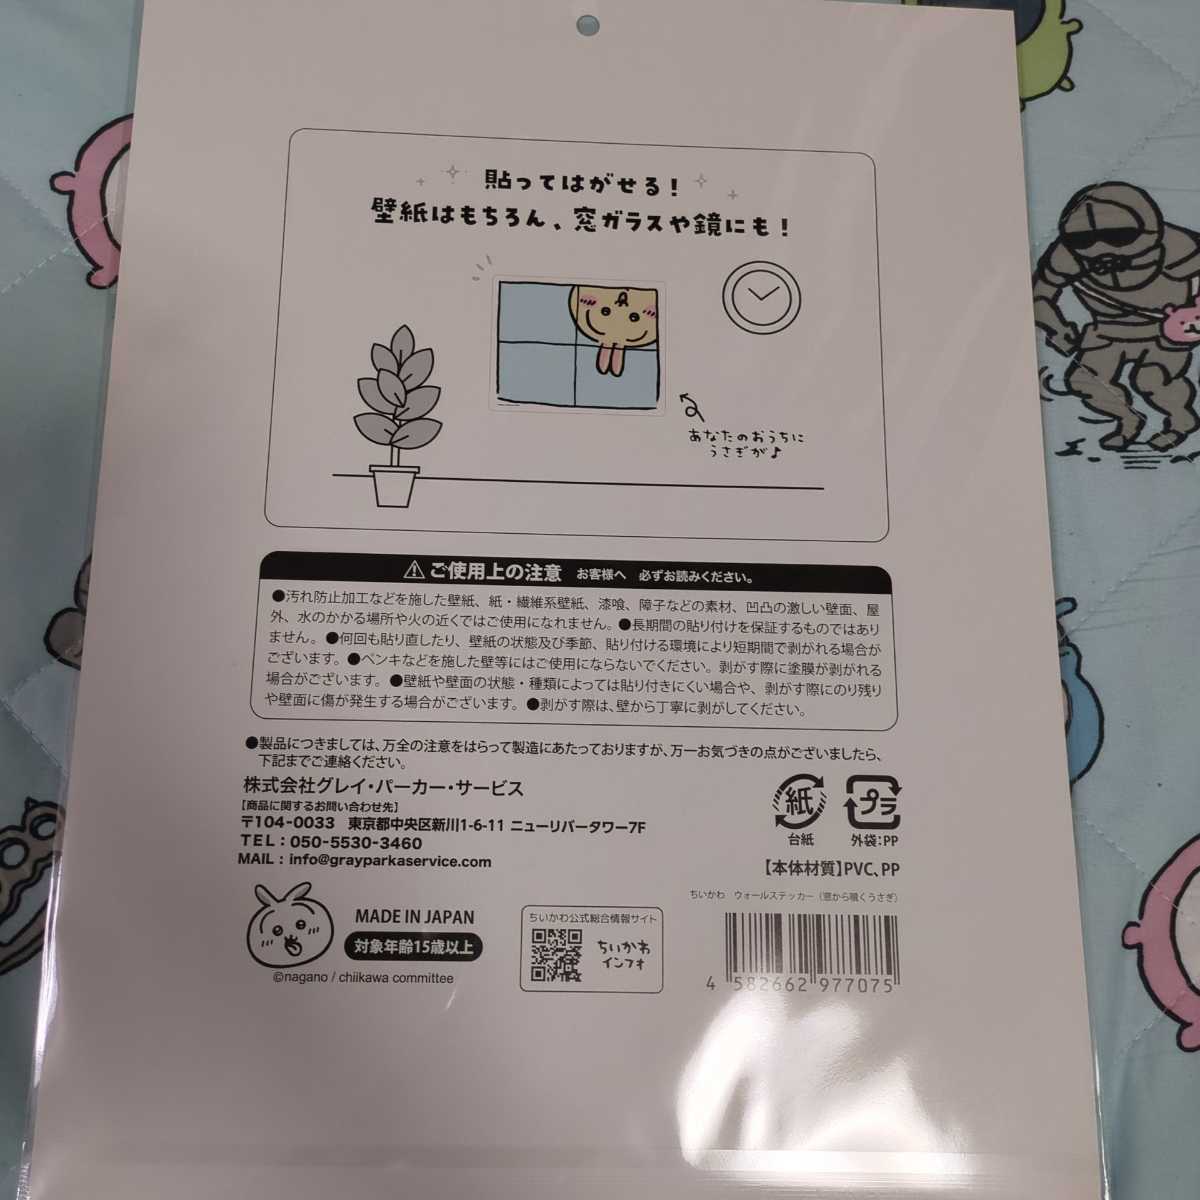 貼ってはがせる!
壁紙はもちろん、窓ガラスや鏡にも!
あなたのおうちに
うさぎが♪
⚠ご使用上の注意 お客様へ 必ずお読みください。
●汚れ防止加工などを施した壁紙、紙・繊維系壁紙、漆喰、障子などの素材、凹凸の激しい壁面、屋
外、水のかかる場所や火の近くではご使用になれません。●長期間の貼り付けを保証するものではあり
ません。●何回も貼り直したり、壁紙の状態及び季節、貼り付ける環境により短期間で剥がれる場合が
ございます。●ペンキなどを施した壁等にはご使用にならないでください。剥がす際に塗膜が剥がれる
場合がございます。●壁紙や壁面の状態・種類によっては貼り付きにくい場合や、剥がす際にのり残り
や壁面に傷が発生する場合がございます。●剥がす際は、壁から丁寧に剥がしてください。
●製品につきましては、万全の注意をはらって製造にあたっておりますが、万一お気づきの点がございましたら、
下記までご連絡ください。
株式会社グレイ・パーカー・サービス
【商品に関するお問い合わせ先】
〒104-0033 東京都中央区新川1-6-11 ニューリバータワー7F
TEL:050-5530-3460
MAIL:info@grayparkaservice.com
紙
台紙
プラ
外袋:PP
【本体材質】PVC、PP
ちいかわ ウォールステッカー(窓から覗くうさぎ)
MADE IN JAPAN
対象年齢15歳以上
©nagano / chiikawa committee
ちいかわ公式総合情報サイト
ちいかわ
インフォ
4 582662 977075